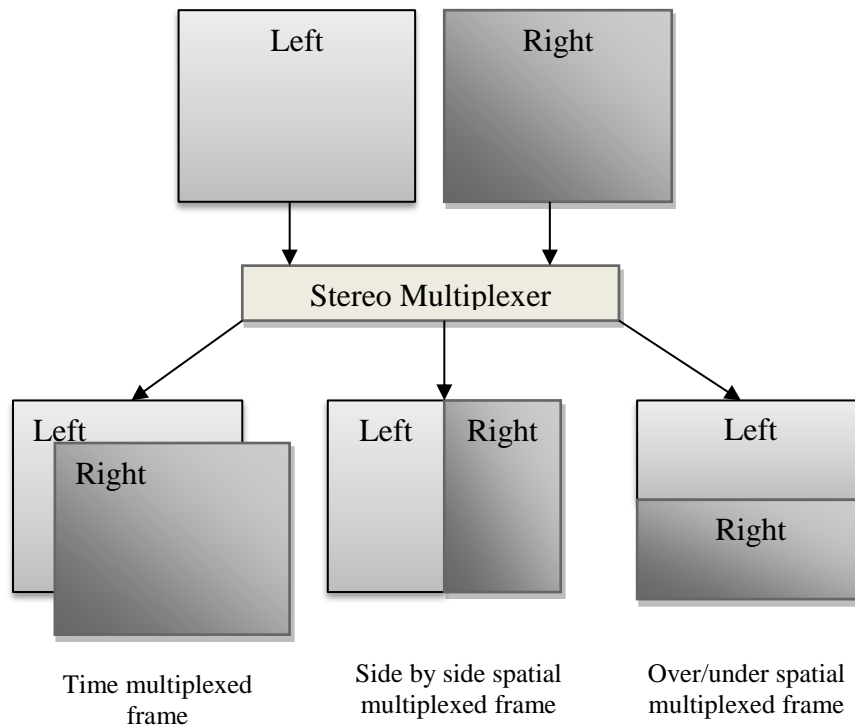 Left
Right
Stereo Multiplexer
Left
Right
Left
Right
Left
Right
Time multiplexed
frame
Side by side spatial
multiplexed frame
Over/under spatial
multiplexed frame